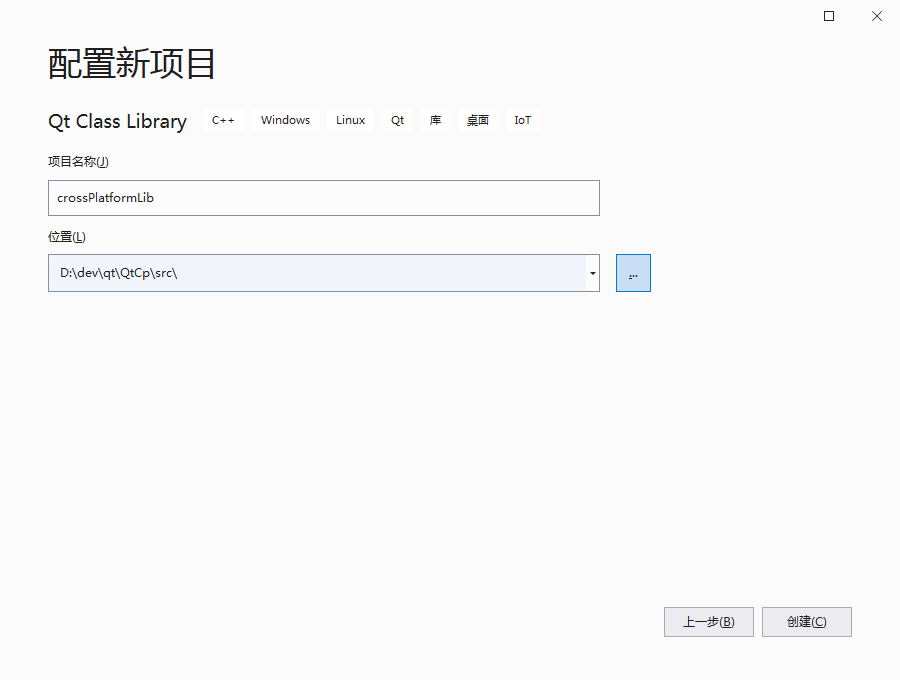 配置新项目
Qt Class Library C++ Windows Linux Qt 库 桌面 IoT
项目名称(J)
crossPlatformLib
位置(L)
D:\dev\qt\QtCp\src\
...
上一步(B) 创建(C)